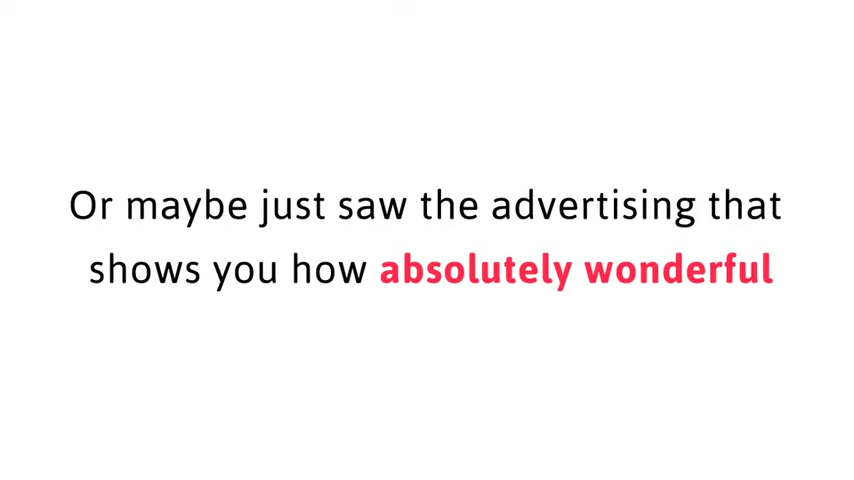 Or maybe just saw the advertising that
shows you how absolutely wonderful